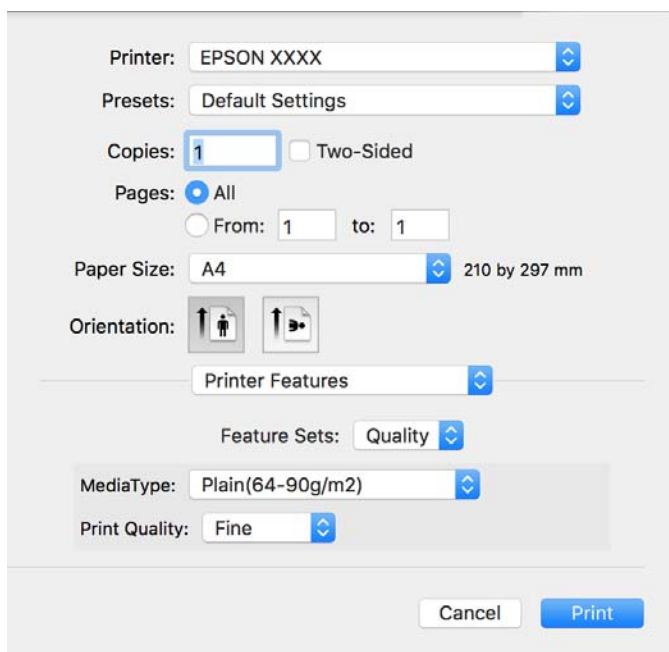 Printer: EPSON XXXX
Presets: Default Settings
Copies: 1 Two-Sided
Pages: All
From: 1 to: 1
Paper Size: A4 210 by 297 mm
Orientation:
Printer Features
Feature Sets: Quality
MediaType: Plain(64-90g/m2)
Print Quality: Fine
Cancel Print